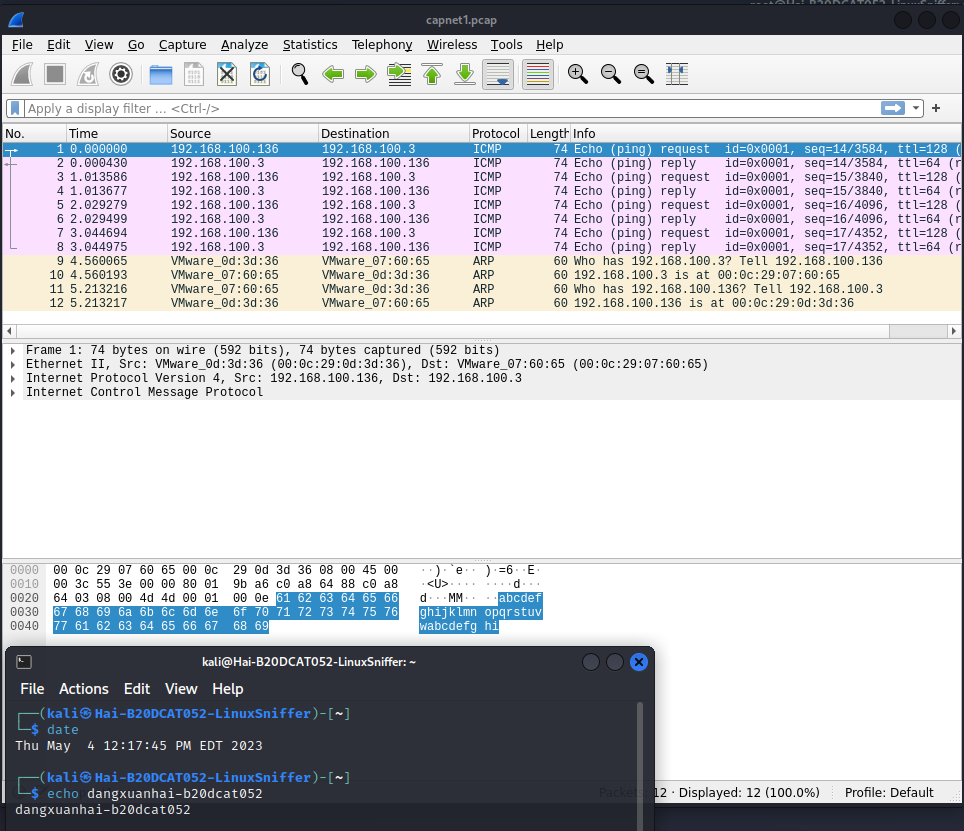 capnet1.pcap
File Edit View Go Capture Analyze Statistics Telephony Wireless Tools Help
Apply a display filter … <Ctrl-/>
No. Time Source Destination Protocol Length Info
1 0.000000 192.168.100.136 192.168.100.3 ICMP 74 Echo (ping) request id=0x0001, seq=14/3584, ttl=128 (
2 0.000430 192.168.100.3 192.168.100.136 ICMP 74 Echo (ping) reply id=0x0001, seq=14/3584, ttl=64 (r
3 1.013586 192.168.100.136 192.168.100.3 ICMP 74 Echo (ping) request id=0x0001, seq=15/3840, ttl=128 (
4 1.013677 192.168.100.3 192.168.100.136 ICMP 74 Echo (ping) reply id=0x0001, seq=15/3840, ttl=64 (r
5 2.029279 192.168.100.136 192.168.100.3 ICMP 74 Echo (ping) request id=0x0001, seq=16/4096, ttl=128 (
6 2.029499 192.168.100.3 192.168.100.136 ICMP 74 Echo (ping) reply id=0x0001, seq=16/4096, ttl=64 (r
7 3.044694 192.168.100.136 192.168.100.3 ICMP 74 Echo (ping) request id=0x0001, seq=17/4352, ttl=128 (
8 3.044975 192.168.100.3 192.168.100.136 ICMP 74 Echo (ping) reply id=0x0001, seq=17/4352, ttl=64 (r
9 4.560065 VMware_0d:3d:36 VMware_07:60:65 ARP 60 Who has 192.168.100.3? Tell 192.168.100.136
10 4.560193 VMware_07:60:65 VMware_0d:3d:36 ARP 60 192.168.100.3 is at 00:0c:29:07:60:65
11 5.213216 VMware_07:60:65 VMware_0d:3d:36 ARP 60 Who has 192.168.100.136? Tell 192.168.100.3
12 5.213217 VMware_0d:3d:36 VMware_07:60:65 ARP 60 192.168.100.136 is at 00:0c:29:0d:3d:36
Frame 1: 74 bytes on wire (592 bits), 74 bytes captured (592 bits)
Ethernet II, Src: VMware_0d:3d:36 (00:0c:29:0d:3d:36), Dst: VMware_07:60:65 (00:0c:29:07:60:65)
Internet Protocol Version 4, Src: 192.168.100.136, Dst: 192.168.100.3
Internet Control Message Protocol
0000 00 0c 29 07 60 65 00 0c 29 0d 3d 36 08 00 45 00 ··)·`e·· )·=6··E·
0010 00 3c 55 3e 00 00 80 01 9b a6 c0 a8 64 88 c0 a8 ·<U>···· ····d···
0020 64 03 08 00 4d 4d 00 01 00 0e 61 62 63 64 65 66 d···MM·· ··abcdef
0030 67 68 69 6a 6b 6c 6d 6e 6f 70 71 72 73 74 75 76 ghijklmn opqrstuv
0040 77 61 62 63 64 65 66 67 68 69 wabcdefg hi
kali@Hai-B20DCAT052-LinuxSniffer: ~
File Actions Edit View Help
┌──(kali㉿Hai-B20DCAT052-LinuxSniffer)-[~]
└─$ date
Thu May  4 12:17:45 PM EDT 2023
┌──(kali㉿Hai-B20DCAT052-LinuxSniffer)-[~]
└─$ echo dangxuanhai-b20dcat052
dangxuanhai-b20dcat052
12 · Displayed: 12 (100.0%) Profile: Default